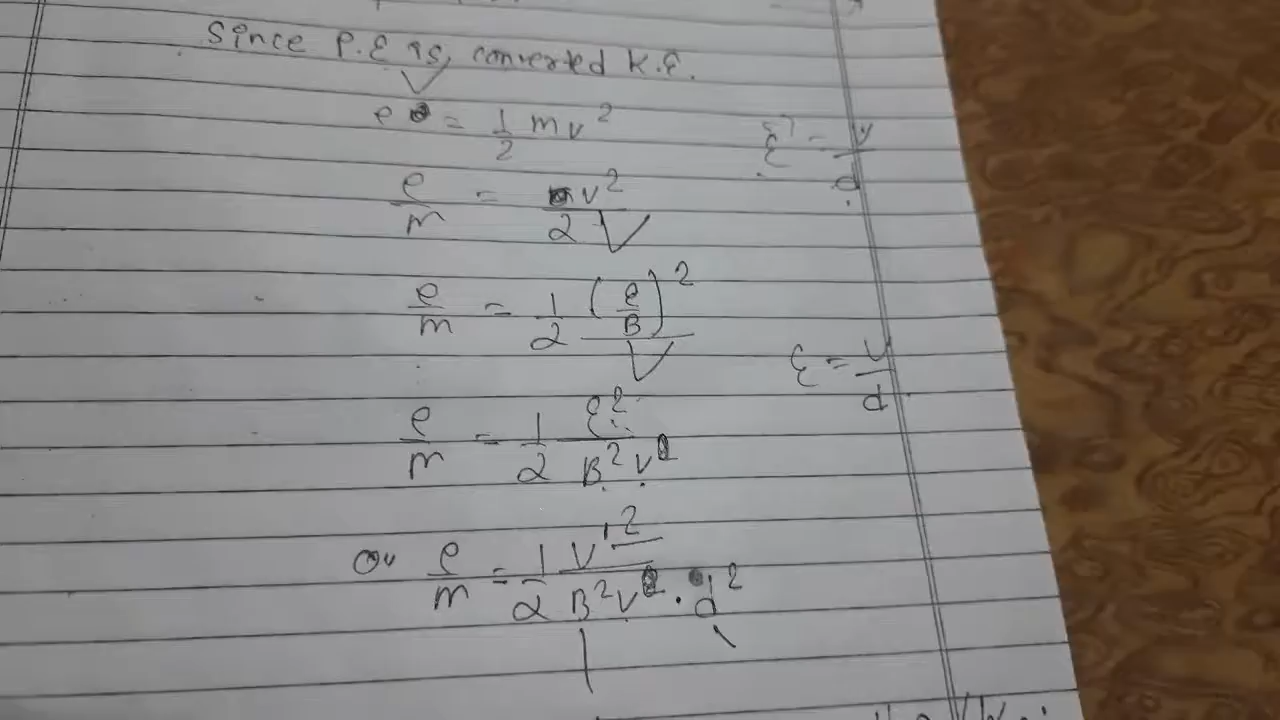 Since P.E is converted K.E.
eV = 1/2 mv²
e/m = v²/2V
ε = V/d
e/m = 1/2 (ε/B)²/V
ε = V/d
e/m = 1/2 ε²/B²V
or e/m = 1/2 V'²/B²V . d²